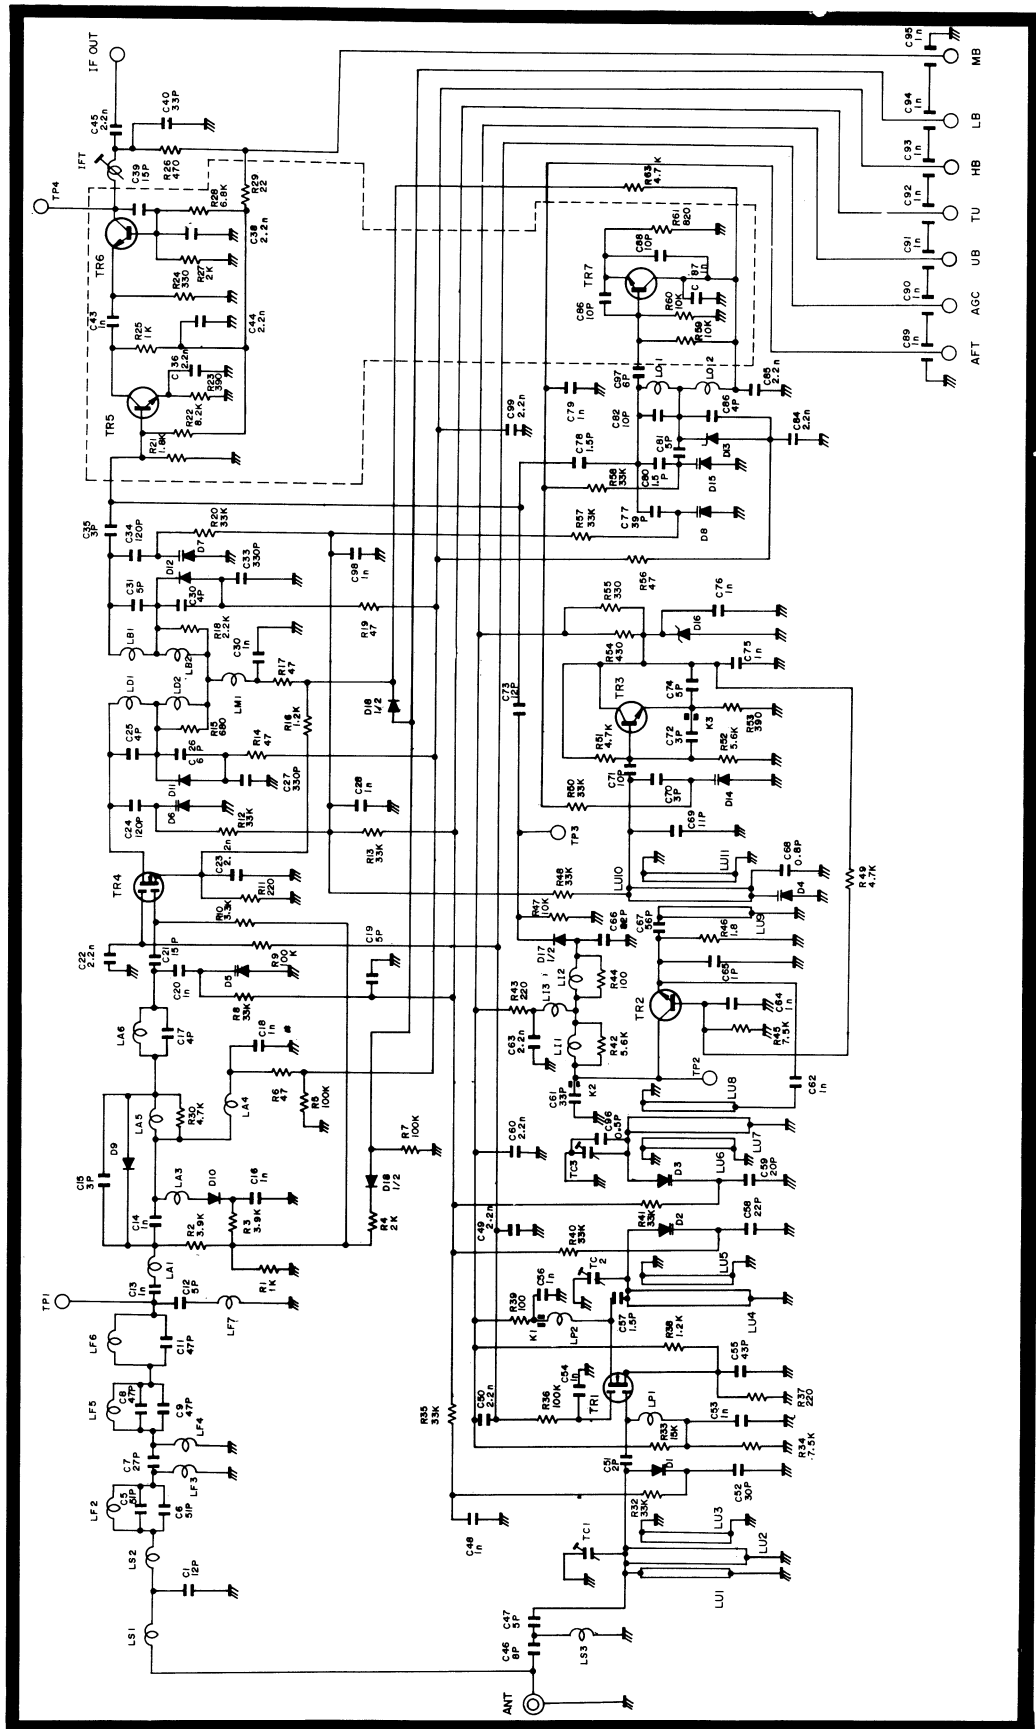 IF OUT
C45
2.2n
C40
33P
IFT
C39
15P
R26
470
TP4
R28
6.8K
R29
22
C38
2.2n
TR6
R24
330
R27
2K
C43
1n
R25
1K
C44
2.2n
C36
2.2n
R23
390
TR5
R22
8.2K
R21
1.8K
C35
3P
C34
120P
R20
33K
D7
D12
C33
330P
C31
5P
C30
4P
R18
2.2K
LB1
LB2
R19
47
C98
1n
C30
1n
R17
47
LM1
LD1
LD2
R15
680
R16
1.2K
C25
4P
C26
6P
R14
47
D11
C27
330P
D6
C24
120P
R12
33K
C28
1n
R13
33K
D18
1/2
TR4
C23
2.2n
R11
220
R10
3.3K
C22
2.2n
C21
15P
R9
100K
C19
5P
C20
1n
D5
R8
33K
LA6
C17
4P
C18
1n
R6
47
R5
100K
LA4
LA5
R30
4.7K
D9
C15
3P
LA3
D10
C16
1n
C14
1n
R2
3.9K
R3
3.9K
R7
100K
D18
1/2
R4
2K
LA1
R1
1K
C13
1n
C12
5P
LF7
TP1
LF6
C11
47P
LF5
C8
47P
C9
47P
LF4
C7
27P
LF3
LF2
C5
51P
C6
51P
LS2
C1
12P
LS1
ANT
C46
8P
C47
5P
LS3
LU1
LU2
LU3
TC1
C48
1n
R32
33K
D1
C52
30P
R35
33K
C50
2.2n
C51
2P
R33
15K
R34
7.5K
LP1
C53
1n
R37
220
R36
100K
C54
1n
TR1
C55
43P
R38
1.2K
R39
100
K1
C56
1n
LP2
C57
1.5P
TC2
LU4
LU5
C49
2.2n
R40
33K
D2
C58
22P
R41
33K
D3
C59
20P
C60
2.2n
TC3
C96
0.5P
LU6
LU7
LU8
C61
33P
K2
TP2
C62
1n
LI1
R42
5.6K
C63
2.2n
R43
220
LI3
LI2
R44
100
TR2
C64
1n
R45
7.5K
C65
1P
R46
1.8
D17
1/2
C66
82P
R47
10K
C67
56P
LU9
R48
33K
LU10
LU11
D4
C68
0.8P
R49
4.7K
TP3
C69
11P
C70
3P
D14
R50
33K
C71
10P
R51
4.7K
C73
12P
TR3
C72
3P
K3
R52
5.6K
R53
390
C74
5P
C75
1n
R54
430
R55
330
D16
C76
1n
R56
47
R57
33K
C77
39P
D8
R58
33K
C80
1.5P
D15
C78
1.5P
C79
1n
C81
5P
D13
C82
10P
C84
2.2n
C86
4P
C85
2.2n
C99
2.2n
C97
6P
LO1
LO2
C86
10P
TR7
R59
10K
R60
10K
C87
1n
C88
10P
R61
820
R63
4.7K
C95
1n
MB
C94
1n
LB
C93
1n
HB
C92
1n
TU
C91
1n
UB
C90
1n
AGC
C89
1n
AFT